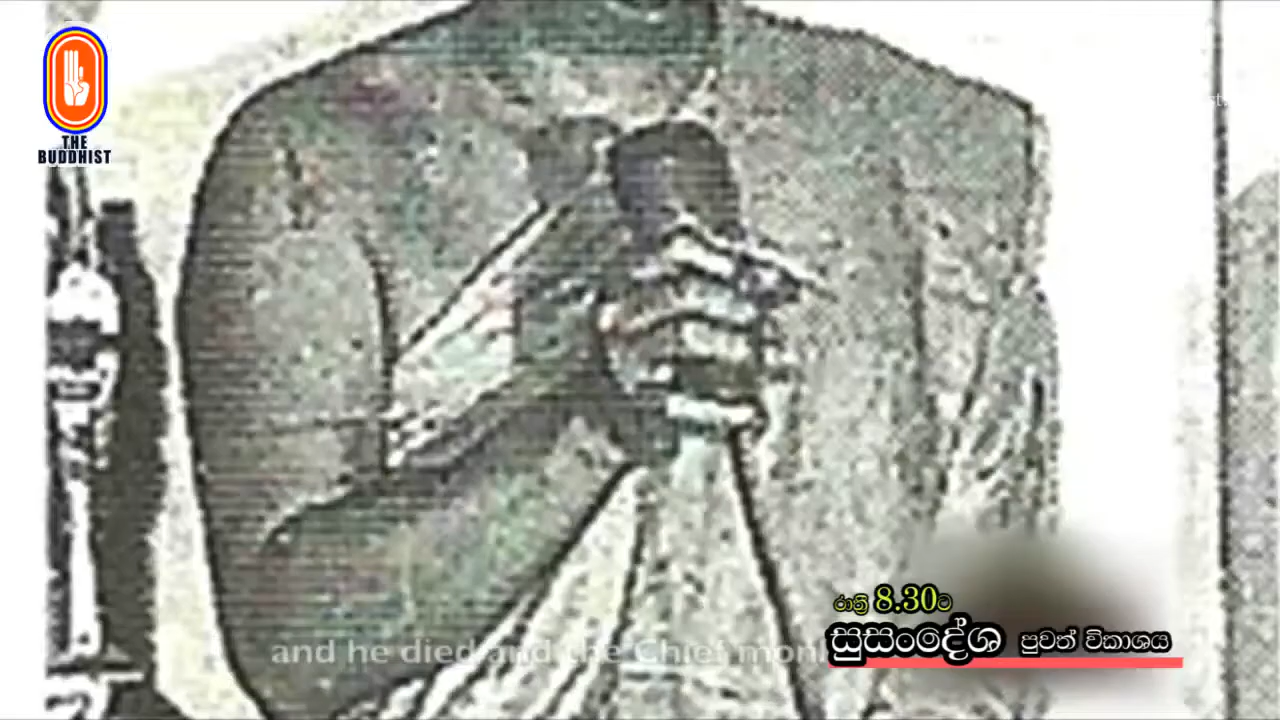 THE
BUDDHIST
රාත්‍රී 8.30ට
සුසංදේශ පුවත් විකාශය
and he died and the Chief monk